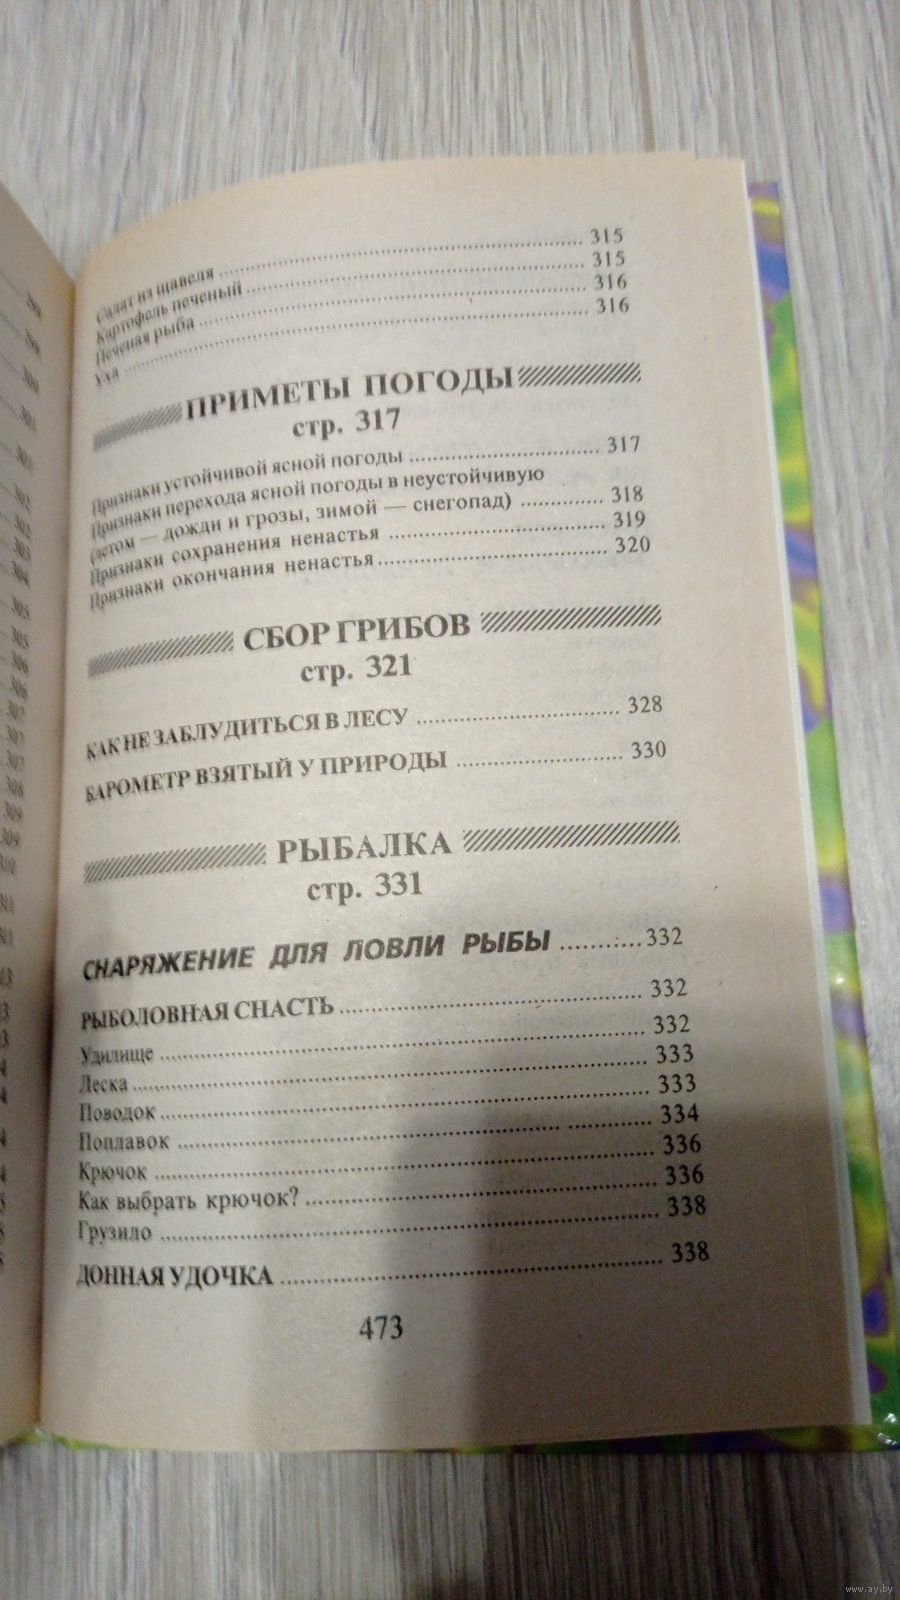 Салат из щавеля ... 315
Картофель печеный ... 315
Печеная рыба ... 316
Уха ... 316
ПРИМЕТЫ ПОГОДЫ
стр. 317
Признаки устойчивой ясной погоды ... 317
Признаки перехода ясной погоды в неустойчивую
(летом — дожди и грозы, зимой — снегопад) ... 318
Признаки сохранения ненастья ... 319
Признаки окончания ненастья ... 320
СБОР ГРИБОВ
стр. 321
КАК НЕ ЗАБЛУДИТЬСЯ В ЛЕСУ ... 328
БАРОМЕТР ВЗЯТЫЙ У ПРИРОДЫ ... 330
РЫБАЛКА
стр. 331
СНАРЯЖЕНИЕ ДЛЯ ЛОВЛИ РЫБЫ ... 332
РЫБОЛОВНАЯ СНАСТЬ ... 332
Удилище ... 332
Леска ... 333
Поводок ... 333
Поплавок ... 334
Крючок ... 336
Как выбрать крючок? ... 336
Грузило ... 338
ДОННАЯ УДОЧКА ... 338
473
www.ay.by